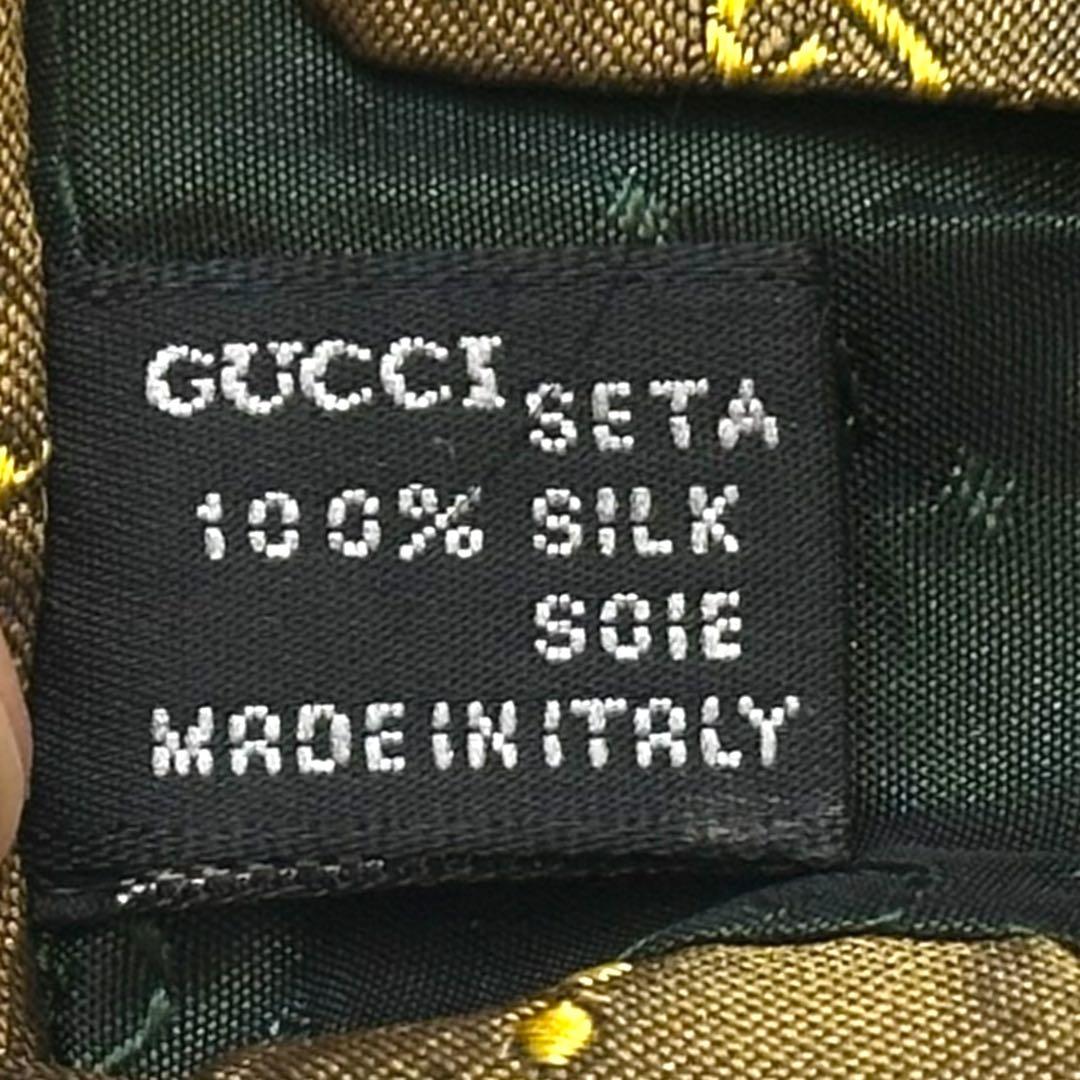 GUCCI SETA
100% SILK
SOIE
MADE IN ITALY